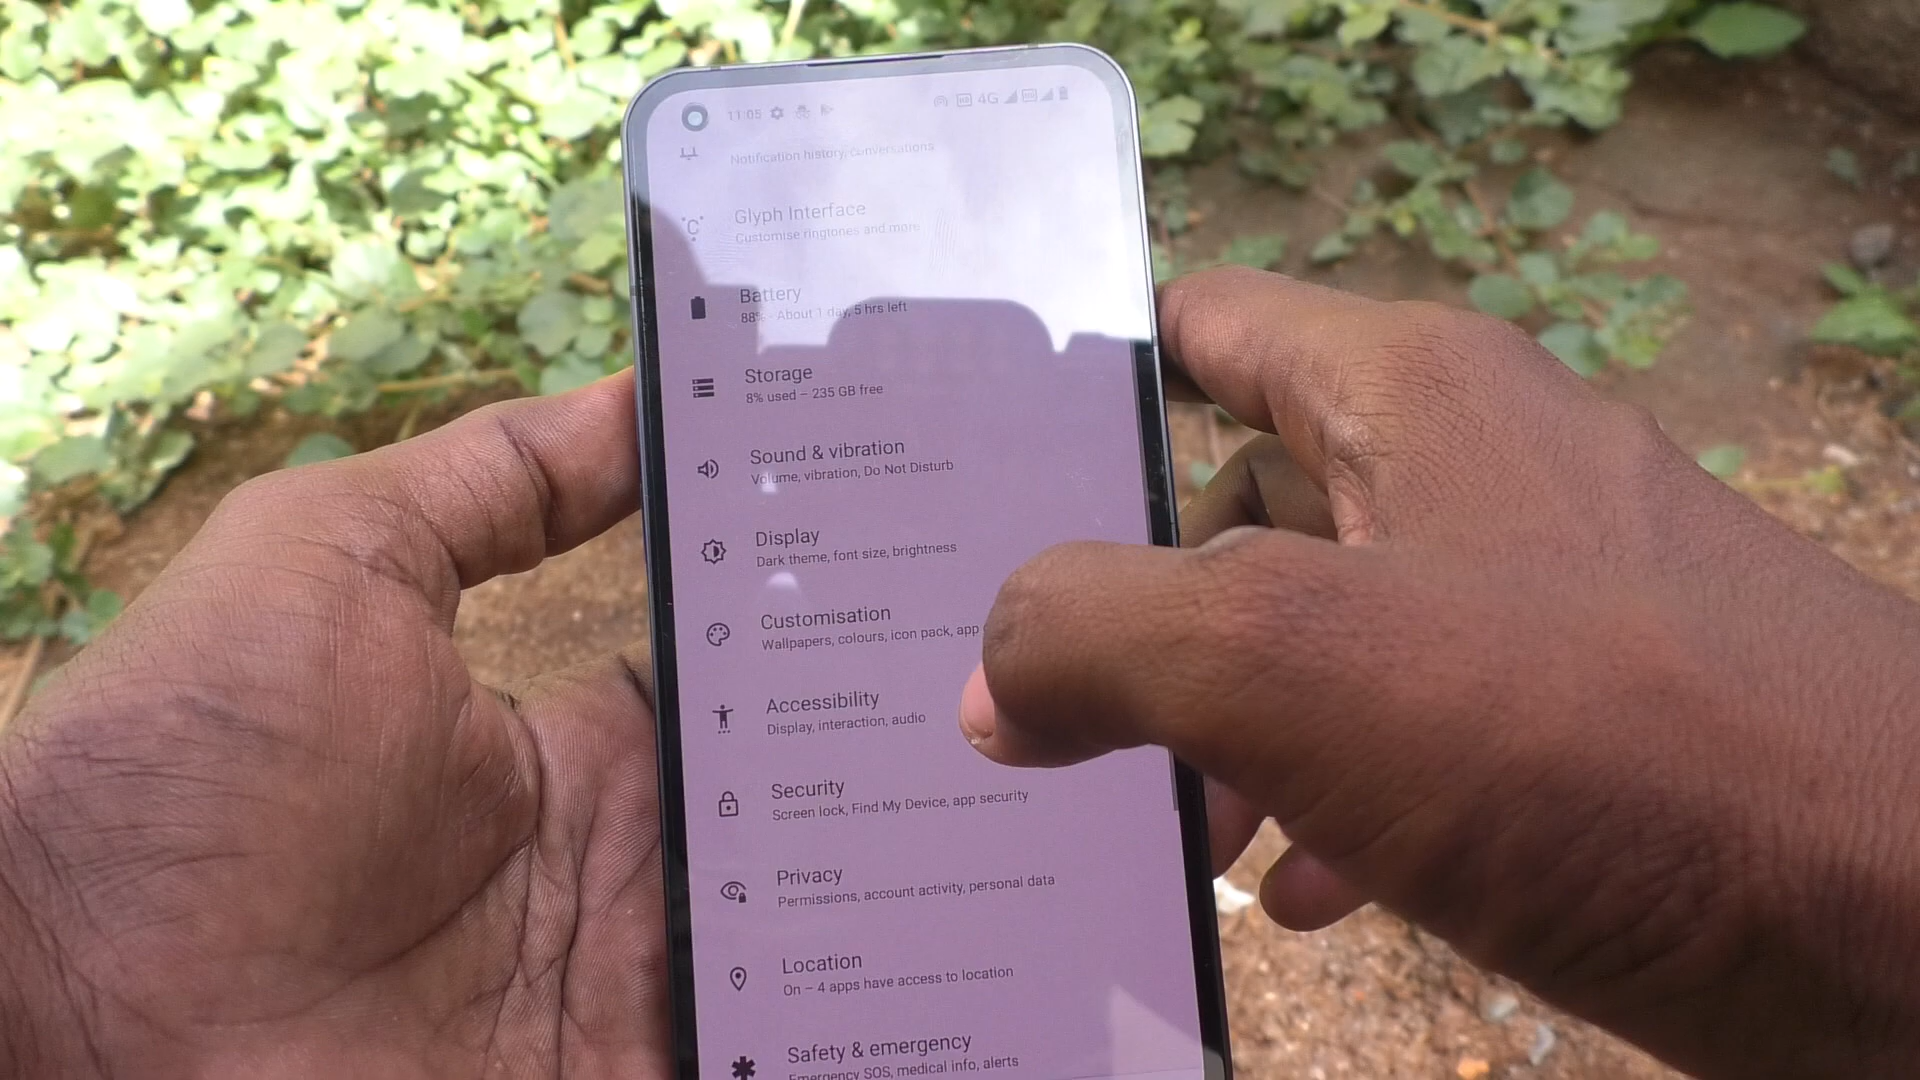 11:05 4G
Notification history, conversations
Glyph Interface
Customise ringtones and more
Battery
88% - About 1 day, 5 hrs left
Storage
8% used – 235 GB free
Sound & vibration
Volume, vibration, Do Not Disturb
Display
Dark theme, font size, brightness
Customisation
Wallpapers, colours, icon pack, app
Accessibility
Display, interaction, audio
Security
Screen lock, Find My Device, app security
Privacy
Permissions, account activity, personal data
Location
On – 4 apps have access to location
Safety & emergency
Emergency SOS, medical info, alerts